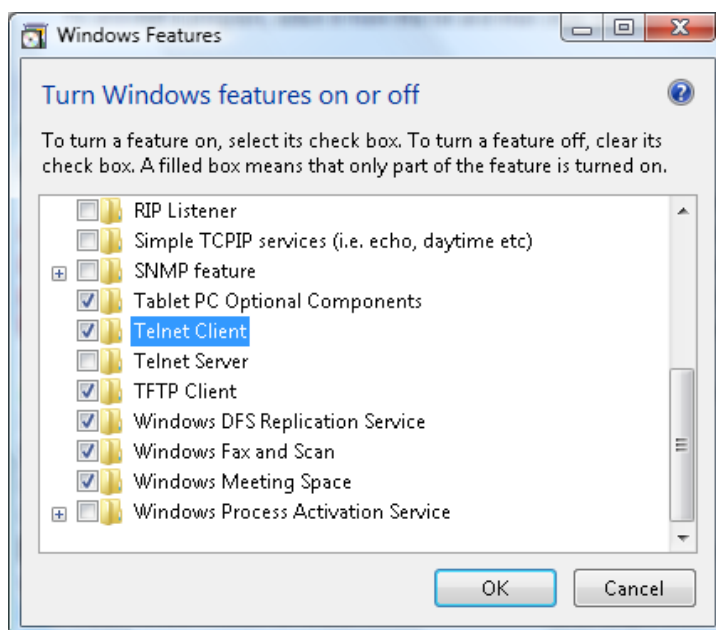 Windows Features
Turn Windows features on or off
To turn a feature on, select its check box. To turn a feature off, clear its
check box. A filled box means that only part of the feature is turned on.
RIP Listener
Simple TCPIP services (i.e. echo, daytime etc)
SNMP feature
Tablet PC Optional Components
Telnet Client
Telnet Server
TFTP Client
Windows DFS Replication Service
Windows Fax and Scan
Windows Meeting Space
Windows Process Activation Service
OK Cancel